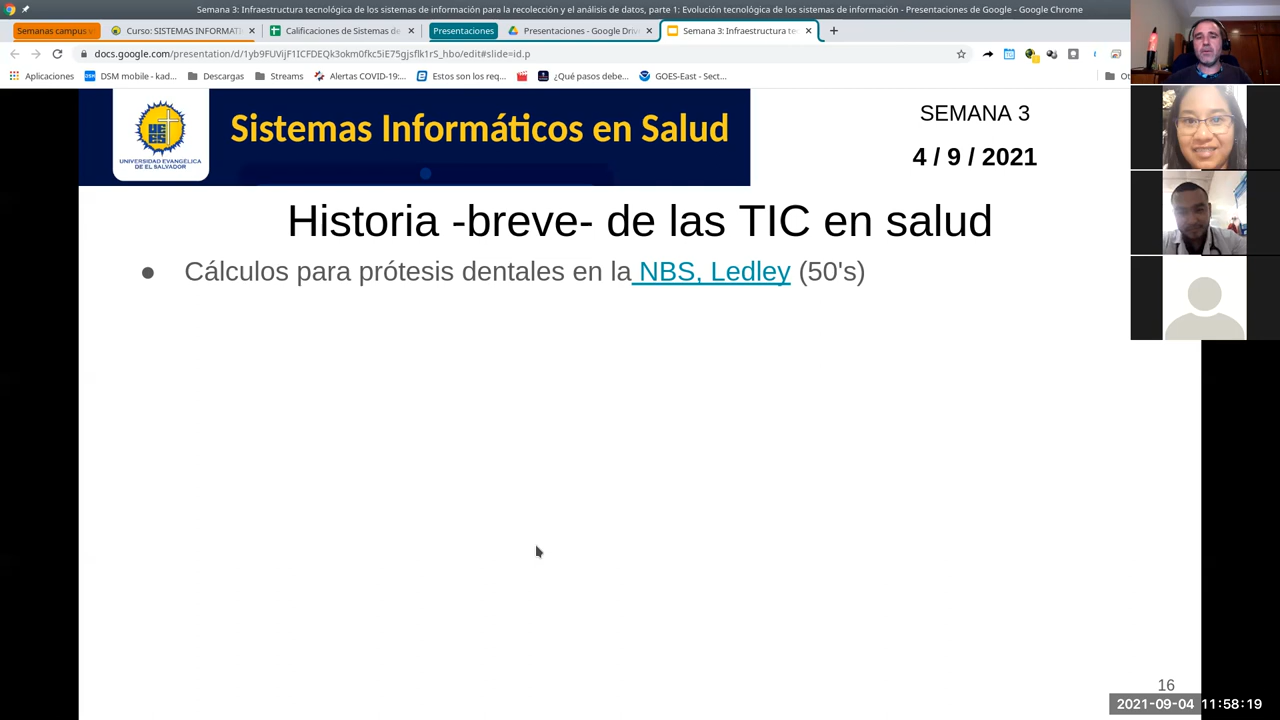 Semana 3: Infraestructura tecnológica de los sistemas de información para la recolección y el análisis de datos, parte 1: Evolución tecnológica de los sistemas de información - Presentaciones de Google - Google Chrome
Semanas campus v
Curso: SISTEMAS INFORMATI
Calificaciones de Sistemas de
Presentaciones
Presentaciones - Google Drive
Semana 3: Infraestructura te
docs.google.com/presentation/d/1yb9FUVijF1ICFDEQk3okm0fkc5iE75gjsflk1rS_hbo/edit#slide=id.p
Aplicaciones
DSM mobile - kad...
Descargas
Streams
Alertas COVID-19:...
Estos son los req...
¿Qué pasos debe...
GOES-East - Sect...
Ot
UE
ES
UNIVERSIDAD EVANGÉLICA
DE EL SALVADOR
Sistemas Informáticos en Salud
SEMANA 3
4 / 9 / 2021
Historia -breve- de las TIC en salud
● Cálculos para prótesis dentales en la NBS, Ledley (50's)
16
2021-09-04 11:58:19